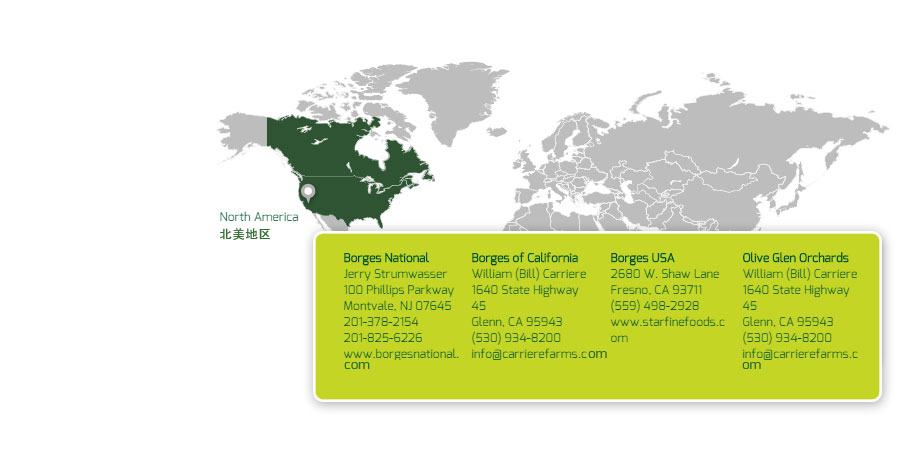 North America
北美地区
Borges National
Jerry Strumwasser
100 Phillips Parkway
Montvale, NJ 07645
201-378-2154
201-825-6226
www.borgesnational.
com
Borges of California
William (Bill) Carriere
1640 State Highway
45
Glenn, CA 95943
(530) 934-8200
info@carrierefarms.com
Borges USA
2680 W. Shaw Lane
Fresno, CA 93711
(559) 498-2928
www.starfinefoods.c
om
Olive Glen Orchards
William (Bill) Carriere
1640 State Highway
45
Glenn, CA 95943
(530) 934-8200
info@carrierefarms.c
om